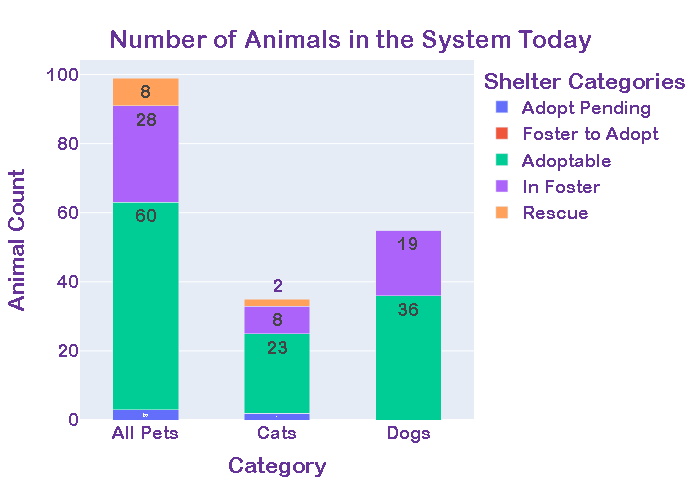 Number of Animals in the System Today
Shelter Categories
Adopt Pending
Foster to Adopt
Adoptable
In Foster
Rescue
Animal Count
100
80
60
40
20
0
8
28
60
2
8
23
19
36
All Pets
Cats
Dogs
Category